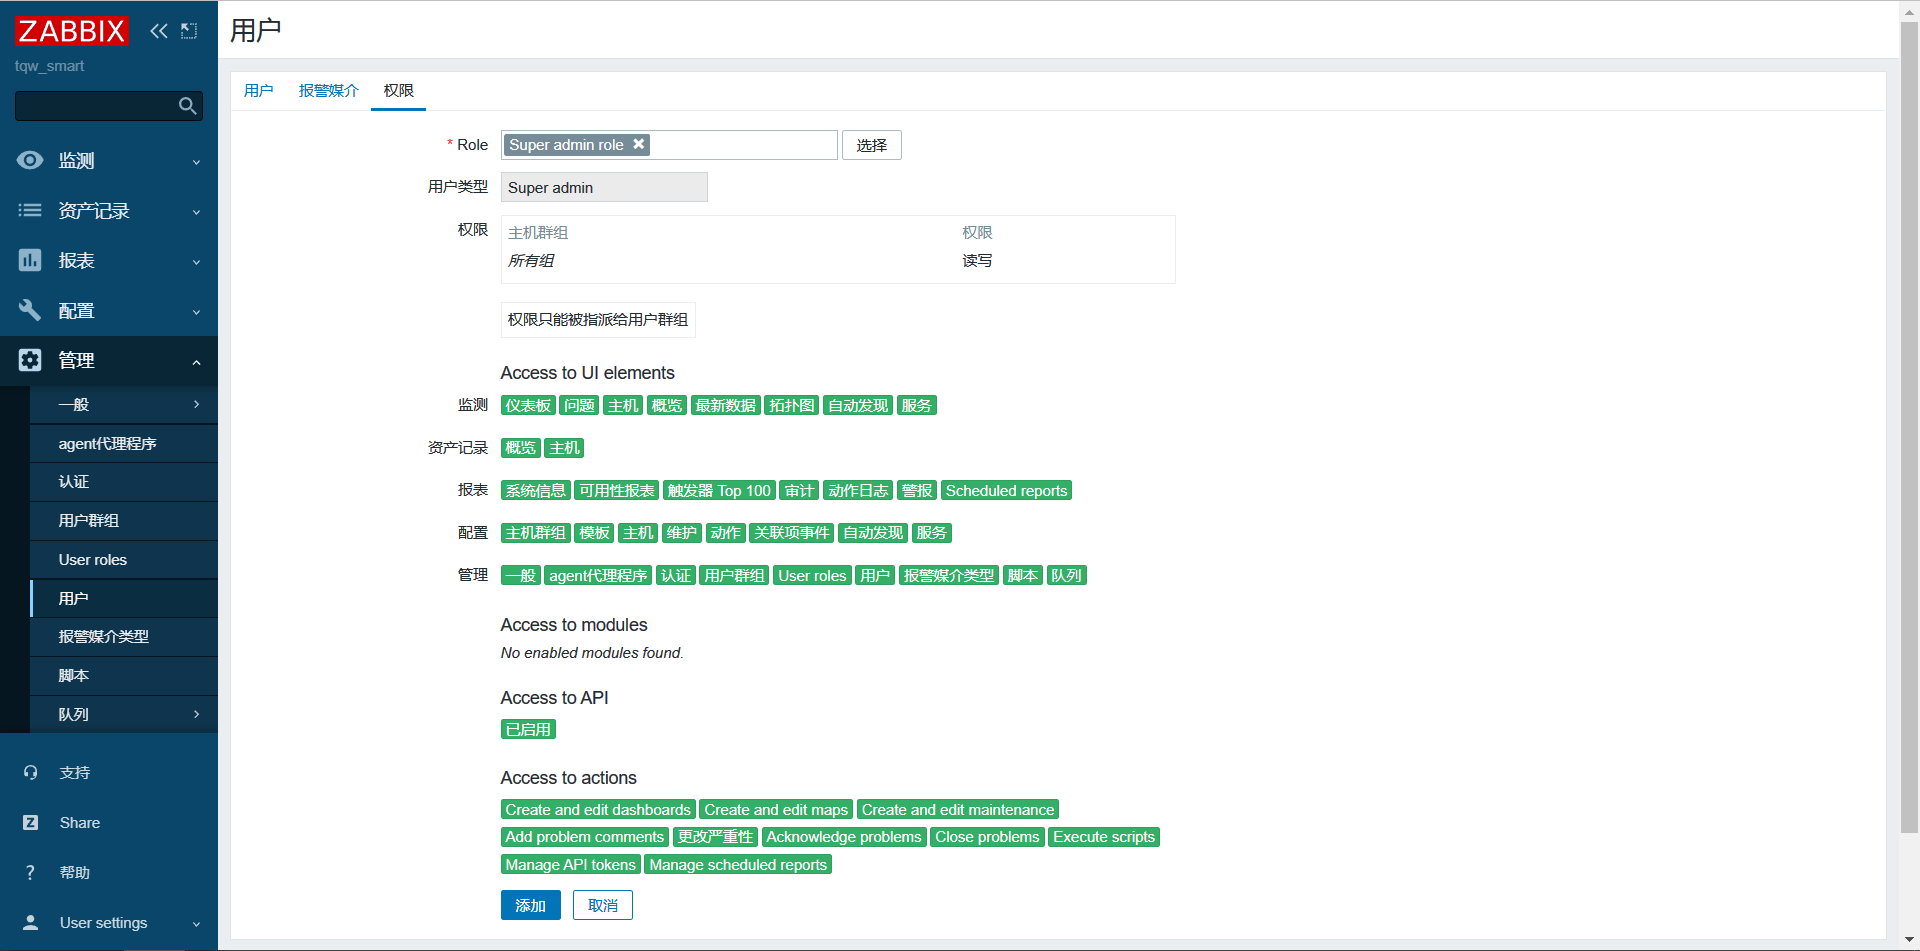 ZABBIX
tqw_smart
监测
资产记录
报表
配置
管理
一般
agent代理程序
认证
用户群组
User roles
用户
报警媒介类型
脚本
队列
支持
Share
帮助
User settings
用户
用户 报警媒介 权限
* Role Super admin role 选择
用户类型 Super admin
权限 主机群组 权限
所有组 读写
权限只能被指派给用户群组
Access to UI elements
监测 仪表板 问题 主机 概览 最新数据 拓扑图 自动发现 服务
资产记录 概览 主机
报表 系统信息 可用性报表 触发器 Top 100 审计 动作日志 警报 Scheduled reports
配置 主机群组 模板 主机 维护 动作 关联项事件 自动发现 服务
管理 一般 agent代理程序 认证 用户群组 User roles 用户 报警媒介类型 脚本 队列
Access to modules
No enabled modules found.
Access to API
已启用
Access to actions
Create and edit dashboards Create and edit maps Create and edit maintenance
Add problem comments 更改严重性 Acknowledge problems Close problems Execute scripts
Manage API tokens Manage scheduled reports
添加 取消